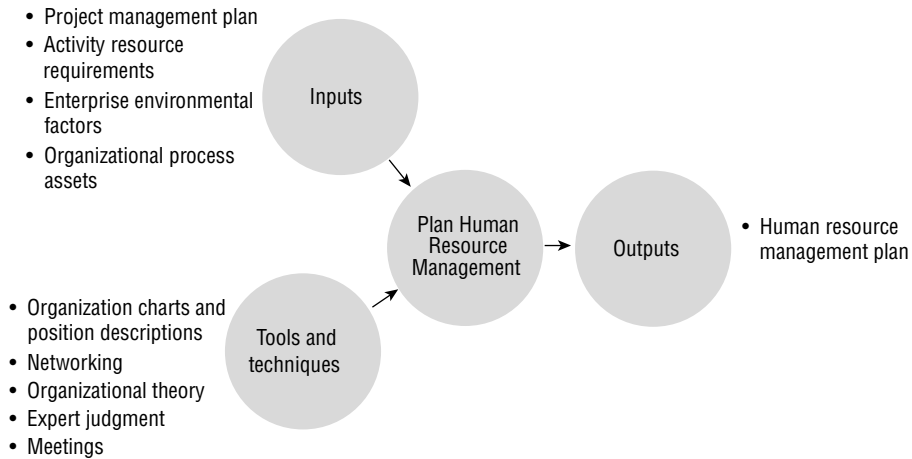 • Project management plan
• Activity resource
requirements
• Enterprise environmental
factors
• Organizational process
assets
Inputs
Plan Human
Resource
Management
Outputs
• Human resource
management plan
• Organization charts and
position descriptions
• Networking
• Organizational theory
• Expert judgment
• Meetings
Tools and
techniques